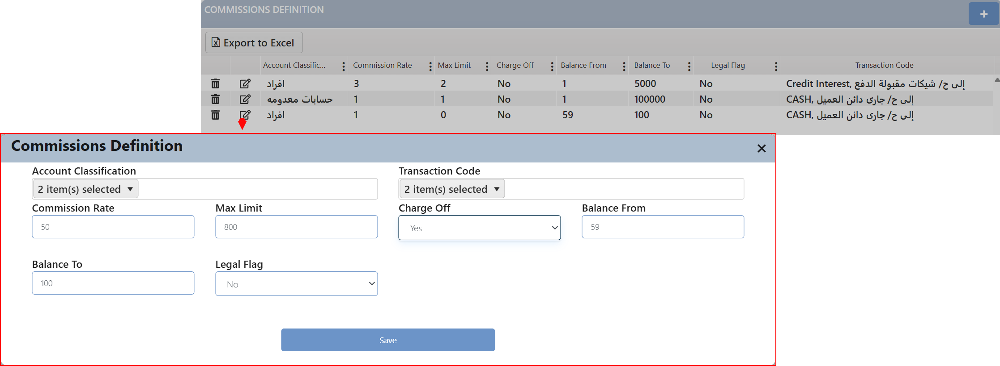 COMMISSIONS DEFINITION
+
Export to Excel
Account Classific... Commission Rate Max Limit Charge Off Balance From Balance To Legal Flag Transaction Code
افراد 3 2 No 1 5000 No Credit Interest, إلى ح/ شيكات مقبولة الدفع
حسابات معدومه 1 1 No 1 100000 No CASH, إلى ح/ جارى دائن العميل
افراد 1 0 No 59 100 No CASH, إلى ح/ جارى دائن العميل
Commissions Definition
Account Classification Transaction Code
2 item(s) selected 2 item(s) selected
Commission Rate Max Limit Charge Off Balance From
50 800 Yes 59
Balance To Legal Flag
100 No
Save